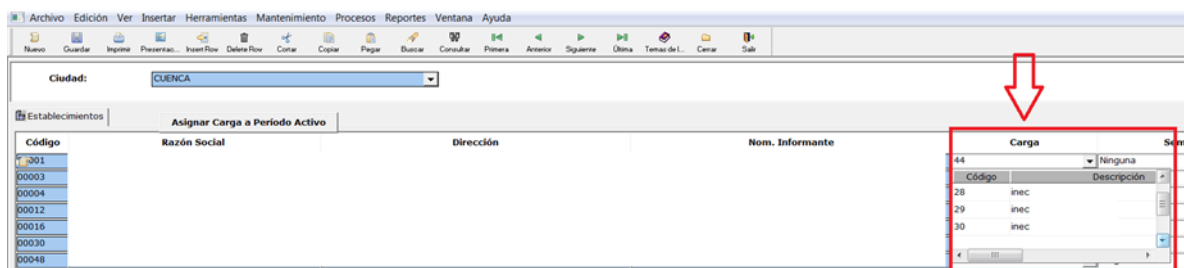 Archivo Edición Ver Insertar Herramientas Mantenimiento Procesos Reportes Ventana Ayuda
Nuevo Guardar Imprimir Presentac... Insert Row Delete Row Cortar Copiar Pegar Buscar Consultar Primera Anterior Siguiente Última Temas de l... Cerrar Salir
Ciudad: CUENCA
Establecimientos Asignar Carga a Período Activo
Código Razón Social Dirección Nom. Informante Carga Sem
001 44 Ninguna
00003 Código Descripción
00004 28 inec
00012 29 inec
00016 30 inec
00030
00048